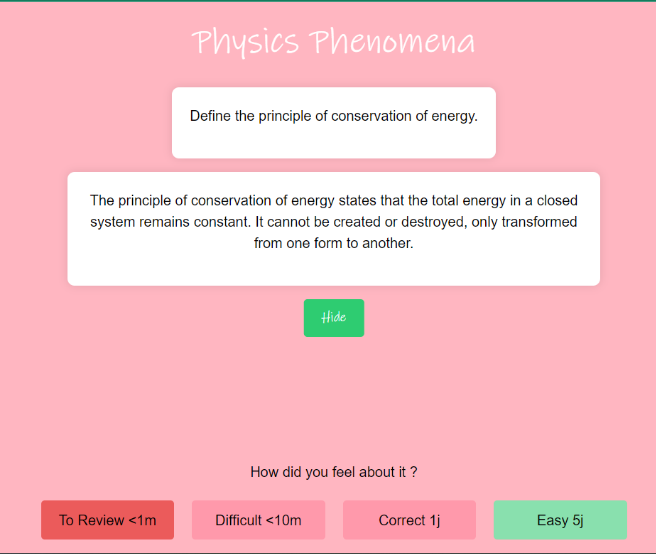 Physics Phenomena
Define the principle of conservation of energy.
The principle of conservation of energy states that the total energy in a closed
system remains constant. It cannot be created or destroyed, only transformed
from one form to another.
Hide
How did you feel about it ?
To Review <1m
Difficult <10m
Correct 1j
Easy 5j